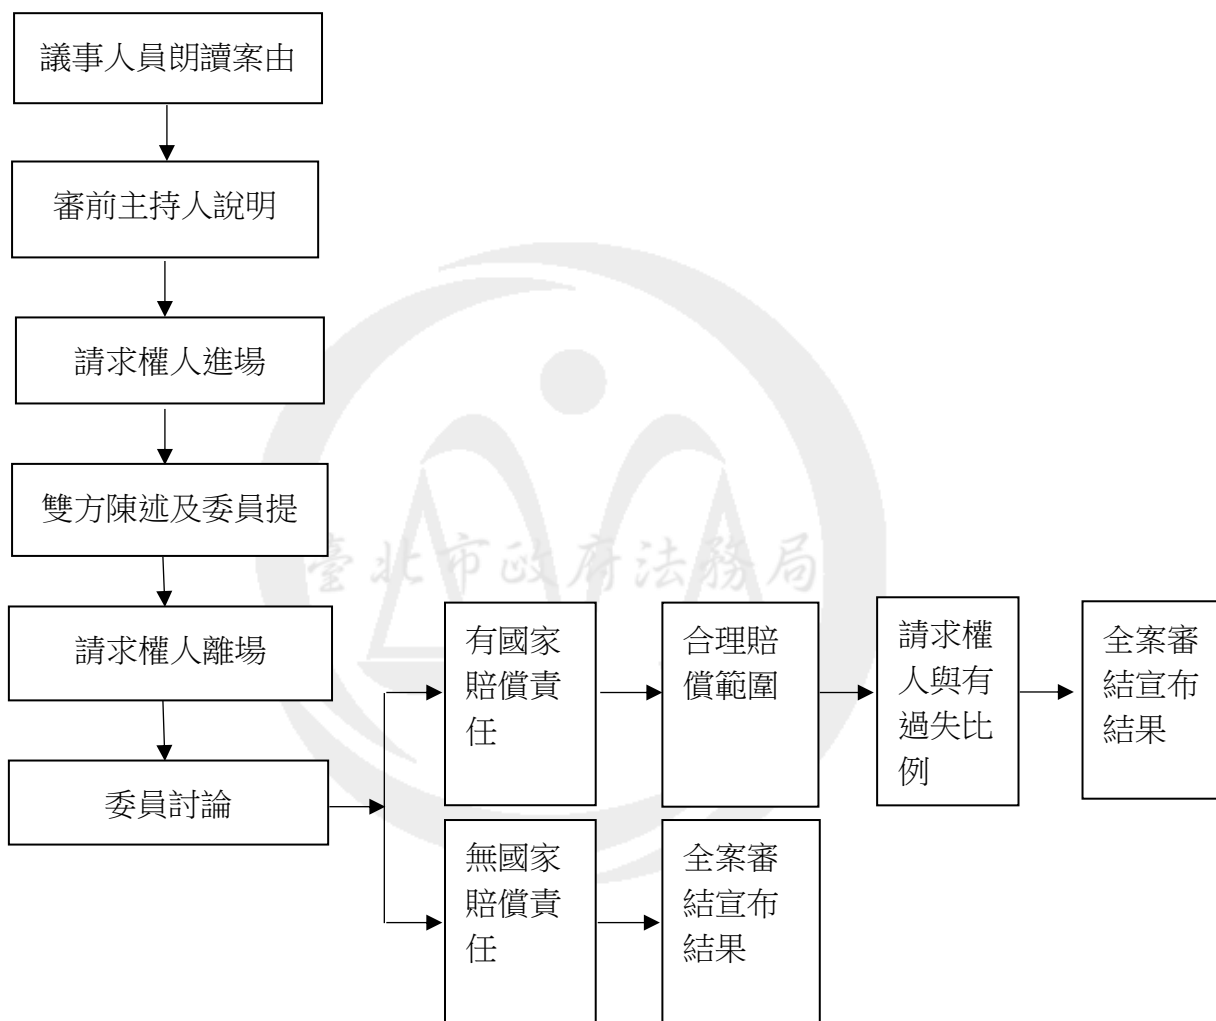 議事人員朗讀案由
審前主持人說明
請求權人進場
雙方陳述及委員提
臺北市政府法務局
請求權人離場
委員討論
有國家
賠償責
任
合理賠
償範圍
請求權
人與有
過失比
例
全案審
結宣布
結果
無國家
賠償責
任
全案審
結宣布
結果